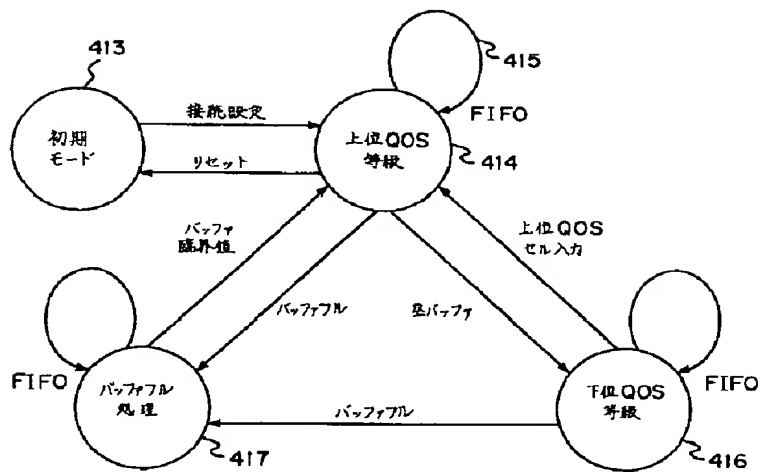 413
415
接続設定
初期
モード
FIFO
上位QOS
等級
414
リセット
バッファ
臨界値
上位QOS
セル入力
バッファフル
空バッファ
FIFO
バッファフル
処理
下位QOS
等級
FIFO
バッファフル
417
416